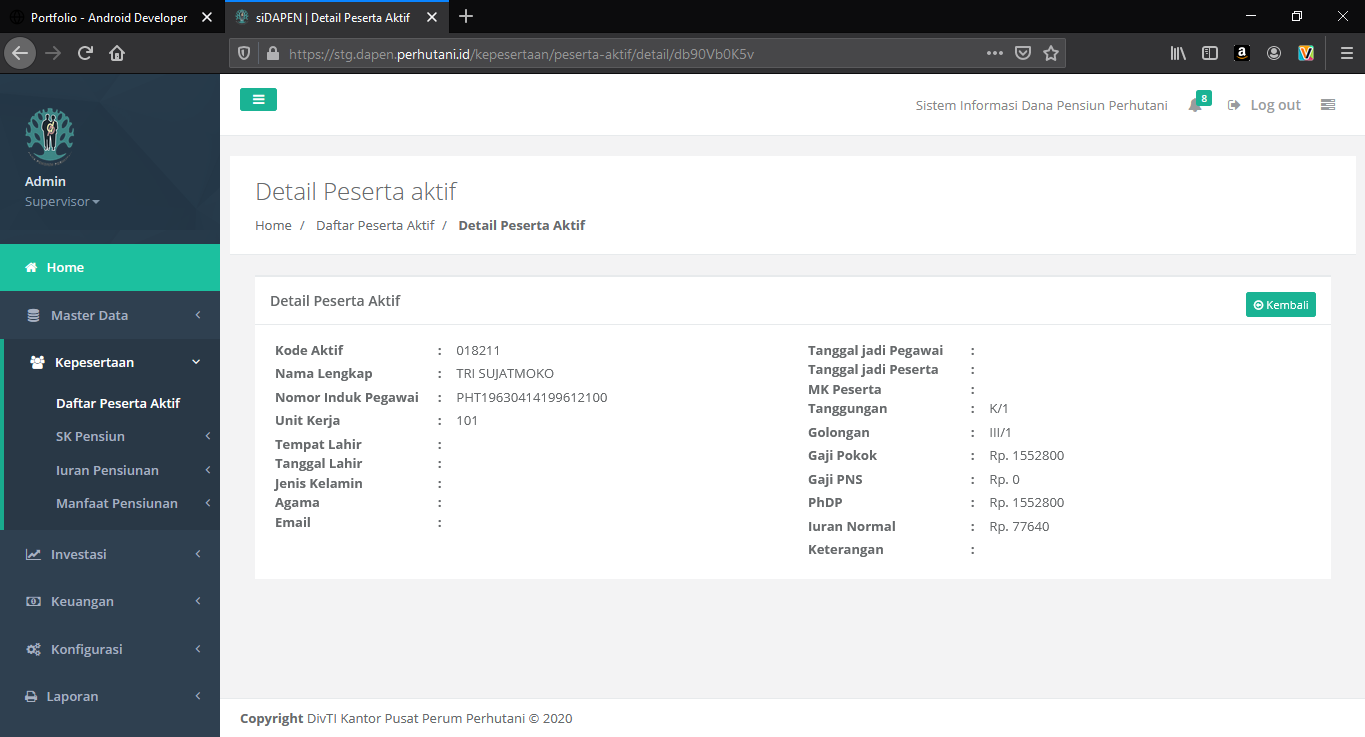 Portfolio - Android Developer
siDAPEN | Detail Peserta Aktif
https://stg.dapen.perhutani.id/kepesertaan/peserta-aktif/detail/db90Vb0K5v
Admin
Supervisor
Home
Master Data
Kepesertaan
Daftar Peserta Aktif
SK Pensiun
Iuran Pensiunan
Manfaat Pensiunan
Investasi
Keuangan
Konfigurasi
Laporan
Sistem Informasi Dana Pensiun Perhutani
8
Log out
Detail Peserta aktif
Home / Daftar Peserta Aktif / Detail Peserta Aktif
Detail Peserta Aktif
Kembali
Kode Aktif : 018211
Nama Lengkap : TRI SUJATMOKO
Nomor Induk Pegawai : PHT19630414199612100
Unit Kerja : 101
Tempat Lahir :
Tanggal Lahir :
Jenis Kelamin :
Agama :
Email :
Tanggal jadi Pegawai :
Tanggal jadi Peserta :
MK Peserta :
Tanggungan : K/1
Golongan : III/1
Gaji Pokok : Rp. 1552800
Gaji PNS : Rp. 0
PhDP : Rp. 1552800
Iuran Normal : Rp. 77640
Keterangan :
Copyright DivTI Kantor Pusat Perum Perhutani © 2020